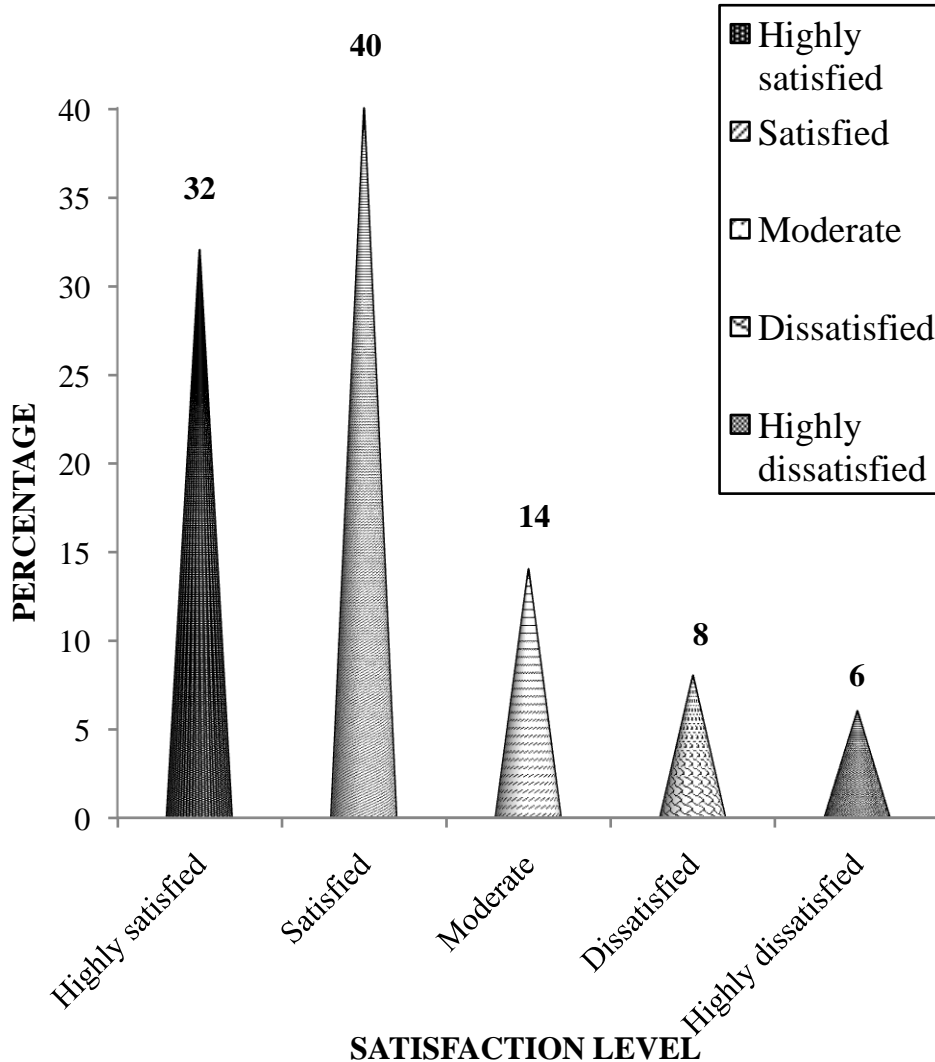 40
32
14
8
6
40
35
30
25
20
15
10
5
0
PERCENTAGE
Highly satisfied
Satisfied
Moderate
Dissatisfied
Highly dissatisfied
SATISFACTION LEVEL
Highly
satisfied
Satisfied
Moderate
Dissatisfied
Highly
dissatisfied